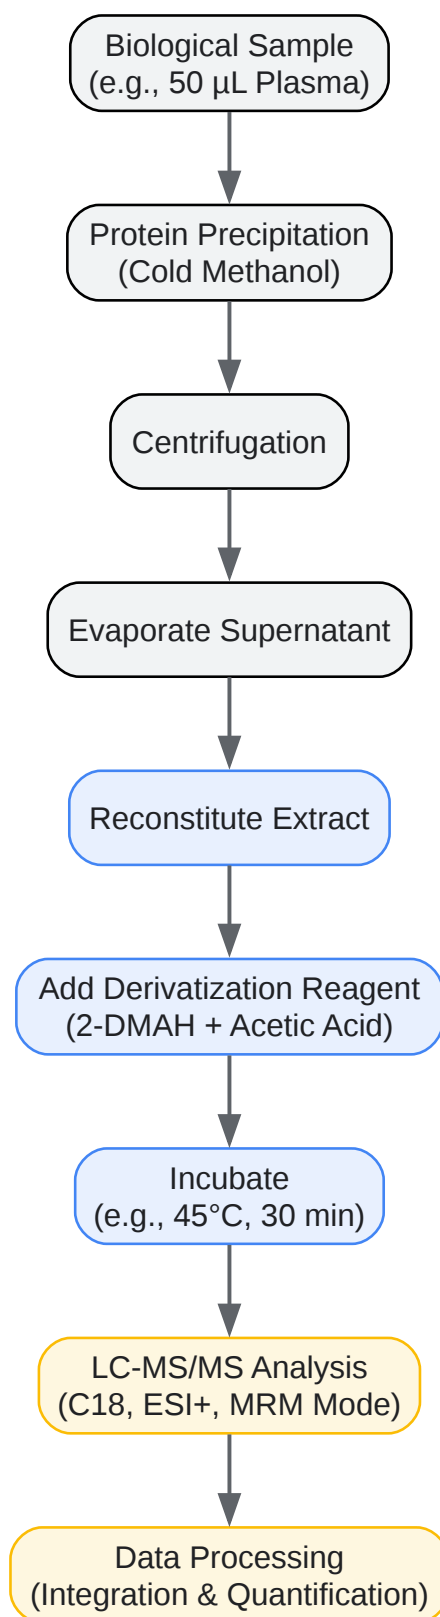 Biological Sample
(e.g., 50 µL Plasma)
Protein Precipitation
(Cold Methanol)
Centrifugation
Evaporate Supernatant
Reconstitute Extract
Add Derivatization Reagent
(2-DMAH + Acetic Acid)
Incubate
(e.g., 45°C, 30 min)
LC-MS/MS Analysis
(C18, ESI+, MRM Mode)
Data Processing
(Integration & Quantification)